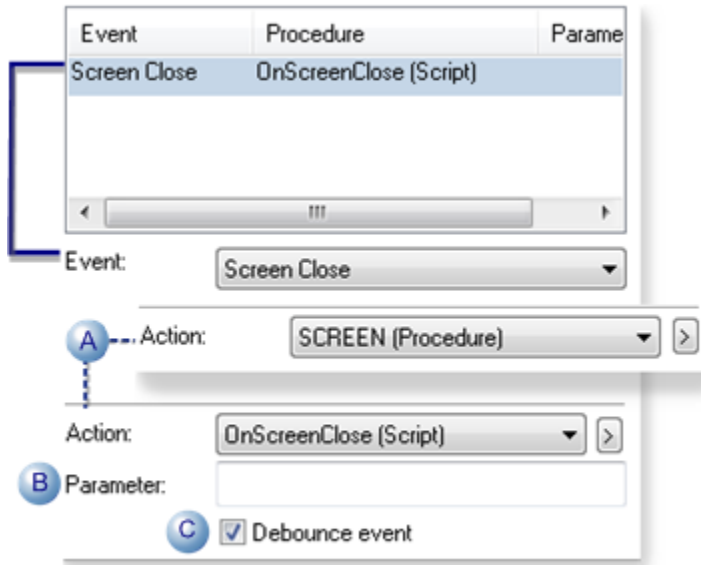 Event Procedure Parame
Screen Close OnScreenClose (Script)
Event: Screen Close
A Action: SCREEN (Procedure) >
Action: OnScreenClose (Script) >
B Parameter:
C Debounce event